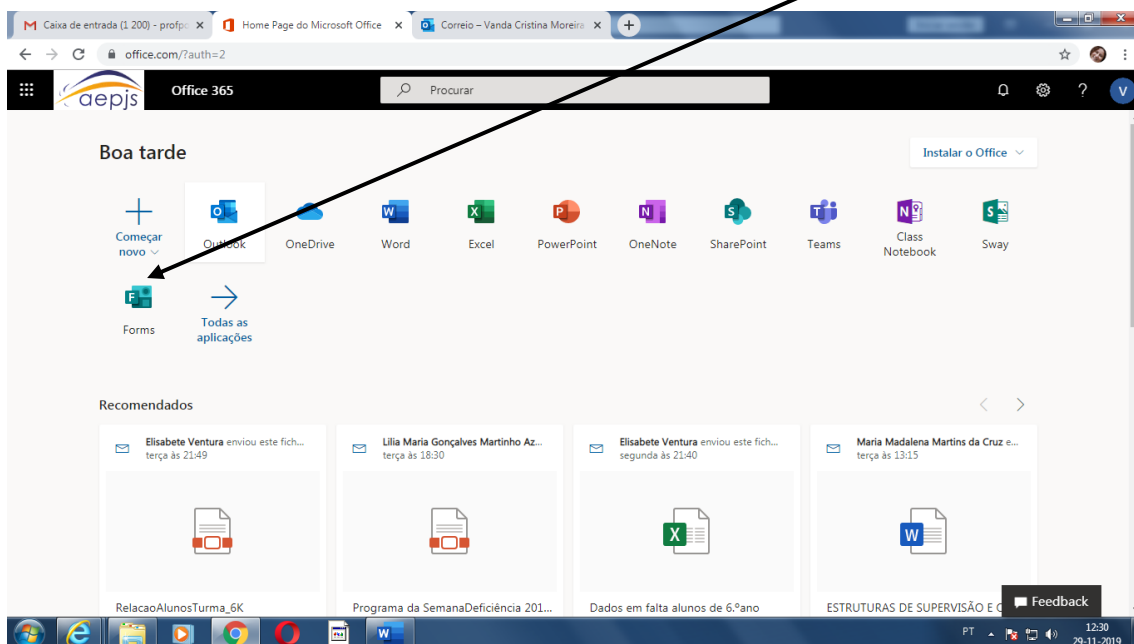 Caixa de entrada (1 200) - profpc
Home Page do Microsoft Office
Correio – Vanda Cristina Moreira
office.com/?auth=2
aepjs
Office 365
Procurar
?
V
Boa tarde
Instalar o Office
Começar
novo
Outlook
OneDrive
Word
Excel
PowerPoint
OneNote
SharePoint
Teams
Class
Notebook
Sway
Forms
Todas as
aplicações
Recomendados
Elisabete Ventura enviou este fich...
terça às 21:49
Lilia Maria Gonçalves Martinho Az...
terça às 18:30
Elisabete Ventura enviou este fich...
segunda às 21:40
Maria Madalena Martins da Cruz e...
terça às 13:15
RelacaoAlunosTurma_6K
Programa da SemanaDeficiência 201...
Dados em falta alunos de 6.ºano
ESTRUTURAS DE SUPERVISÃO E
Feedback
PT
12:30
29-11-2019